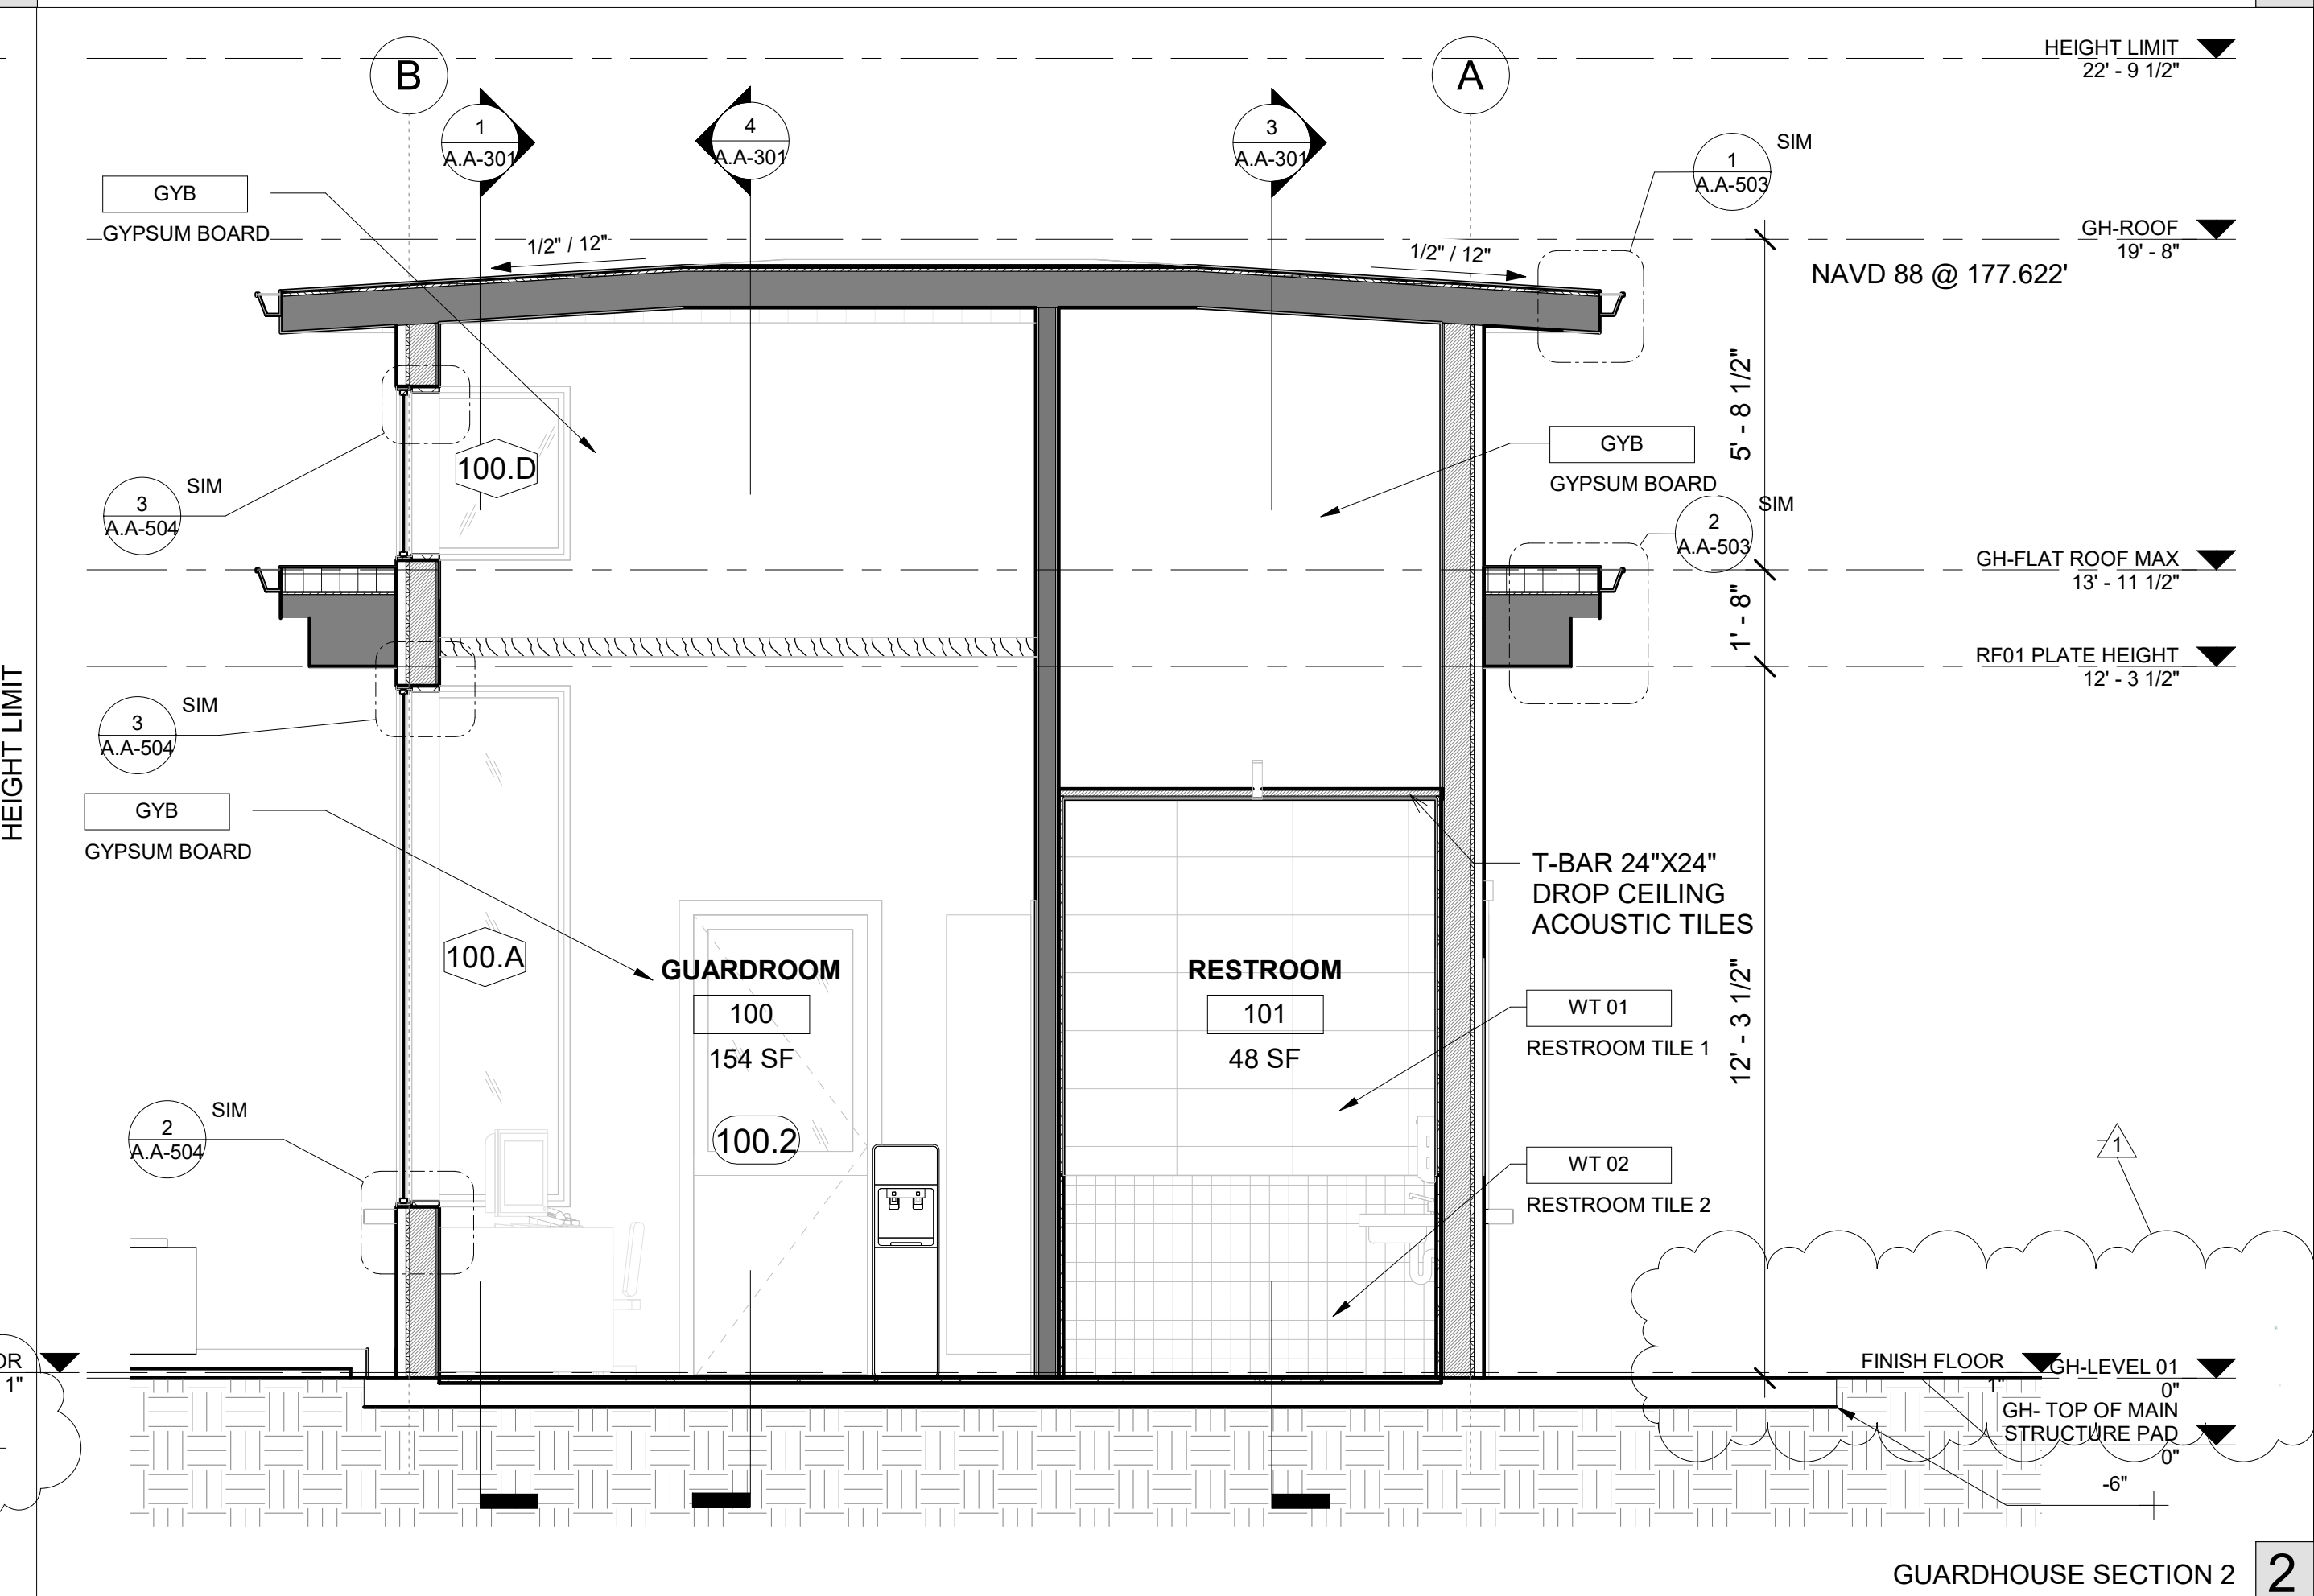 HEIGHT LIMIT
22' - 9 1/2"
B
A
1
A.A-301
4
A.A-301
3
A.A-301
1
A.A-503
SIM
GYB
GYPSUM BOARD
1/2" / 12"
1/2" / 12"
GH-ROOF
19' - 8"
NAVD 88 @ 177.622'
5' - 8 1/2"
GYB
GYPSUM BOARD
100.D
3
A.A-504
SIM
2
A.A-503
SIM
GH-FLAT ROOF MAX
13' - 11 1/2"
1' - 8"
RF01 PLATE HEIGHT
12' - 3 1/2"
HEIGHT LIMIT
3
A.A-504
SIM
GYB
GYPSUM BOARD
T-BAR 24"X24"
DROP CEILING
ACOUSTIC TILES
100.A
GUARDROOM
100
154 SF
RESTROOM
101
48 SF
WT 01
RESTROOM TILE 1
12' - 3 1/2"
100.2
2
A.A-504
SIM
WT 02
RESTROOM TILE 2
1
OR
1"
FINISH FLOOR
1"
GH-LEVEL 01
0"
GH- TOP OF MAIN
STRUCTURE PAD
0"
-6"
GUARDHOUSE SECTION 2
2